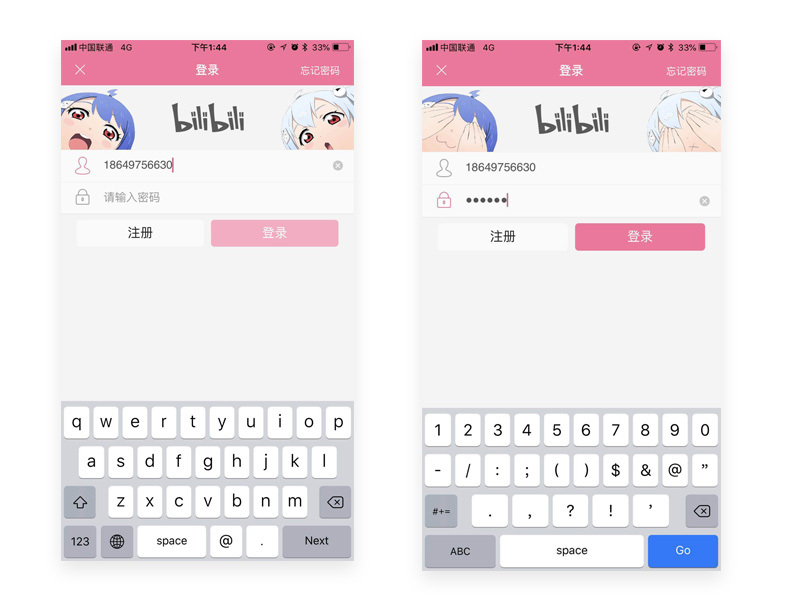 中国联通 4G 下午1:44 33%
登录 忘记密码
bilibili
18649756630
请输入密码
注册 登录
q w e r t y u i o p
a s d f g h j k l
z x c v b n m
123 space @ . Next
中国联通 4G 下午1:44 33%
登录 忘记密码
bilibili
18649756630
••••••
注册 登录
1 2 3 4 5 6 7 8 9 0
- / : ; ( ) $ & @ ”
#+= . , ? ! ’
ABC space Go